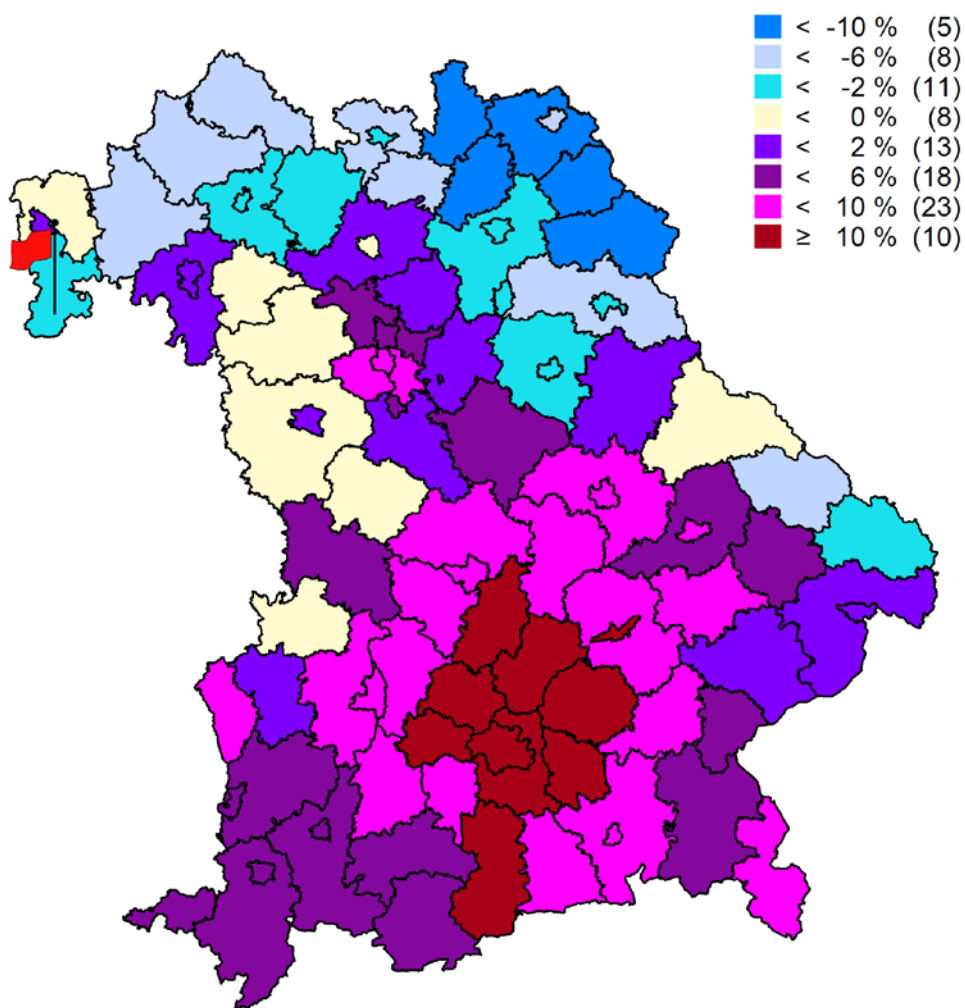 < -10 % (5)
< -6 % (8)
< -2 % (11)
< 0 % (8)
< 2 % (13)
< 6 % (18)
< 10 % (23)
≥ 10 % (10)